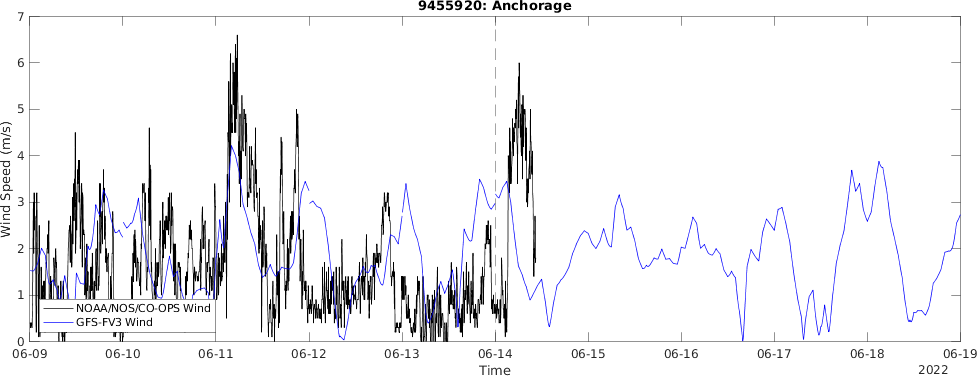 9455920: Anchorage
Wind Speed (m/s)
7
6
5
4
3
2
1
0
NOAA/NOS/CO-OPS Wind
GFS-FV3 Wind
06-09 06-10 06-11 06-12 06-13 06-14 06-15 06-16 06-17 06-18 06-19
Time
2022